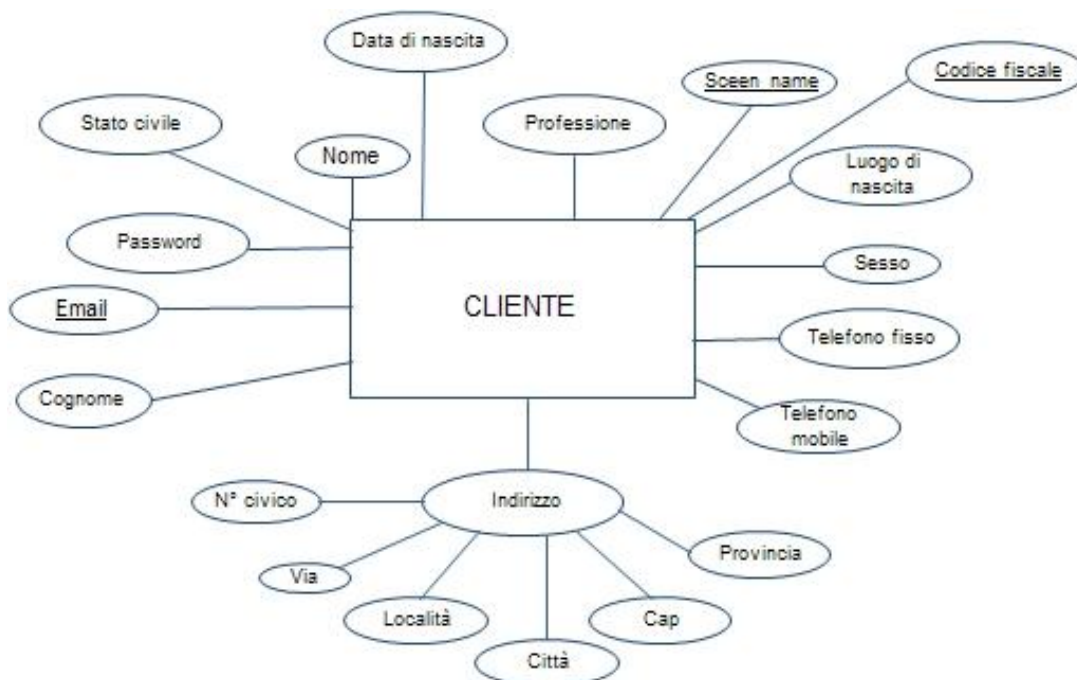 Data di nascita
Sceen name
Codice fiscale
Stato civile
Professione
Nome
Luogo di
nascita
Password
Sesso
Email
CLIENTE
Telefono fisso
Cognome
Telefono
mobile
N° civico
Indirizzo
Provincia
Via
Località
Cap
Città